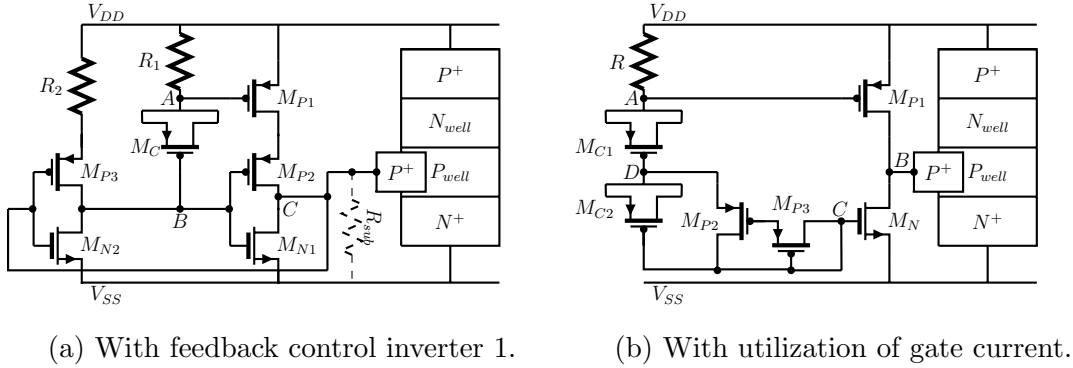 V_DD
R_1
R_2
A
M_P1
P^+
N_well
M_C
M_P3
M_P2
P^+
P_well
B
C
M_N2
M_N1
R_sub
N^+
V_SS
(a) With feedback control inverter 1.
V_DD
R
A
M_P1
P^+
N_well
M_C1
D
B
P^+
P_well
M_C2
M_P2
M_P3
C
M_N
N^+
V_SS
(b) With utilization of gate current.